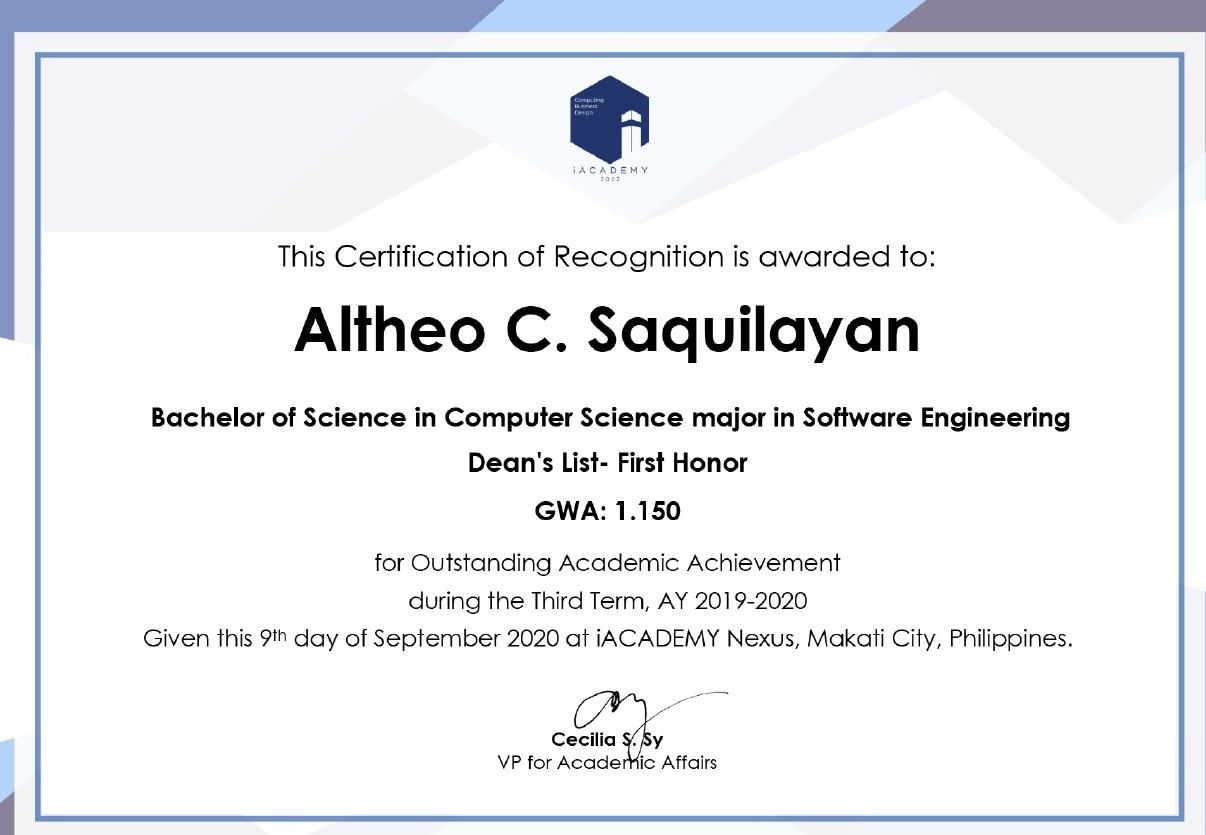 Computing
Business
Design
iACADEMY
2002
This Certification of Recognition is awarded to:
Altheo C. Saquilayan
Bachelor of Science in Computer Science major in Software Engineering
Dean's List- First Honor
GWA: 1.150
for Outstanding Academic Achievement
during the Third Term, AY 2019-2020
Given this 9th day of September 2020 at iACADEMY Nexus, Makati City, Philippines.
Cecilia S. Sy
VP for Academic Affairs